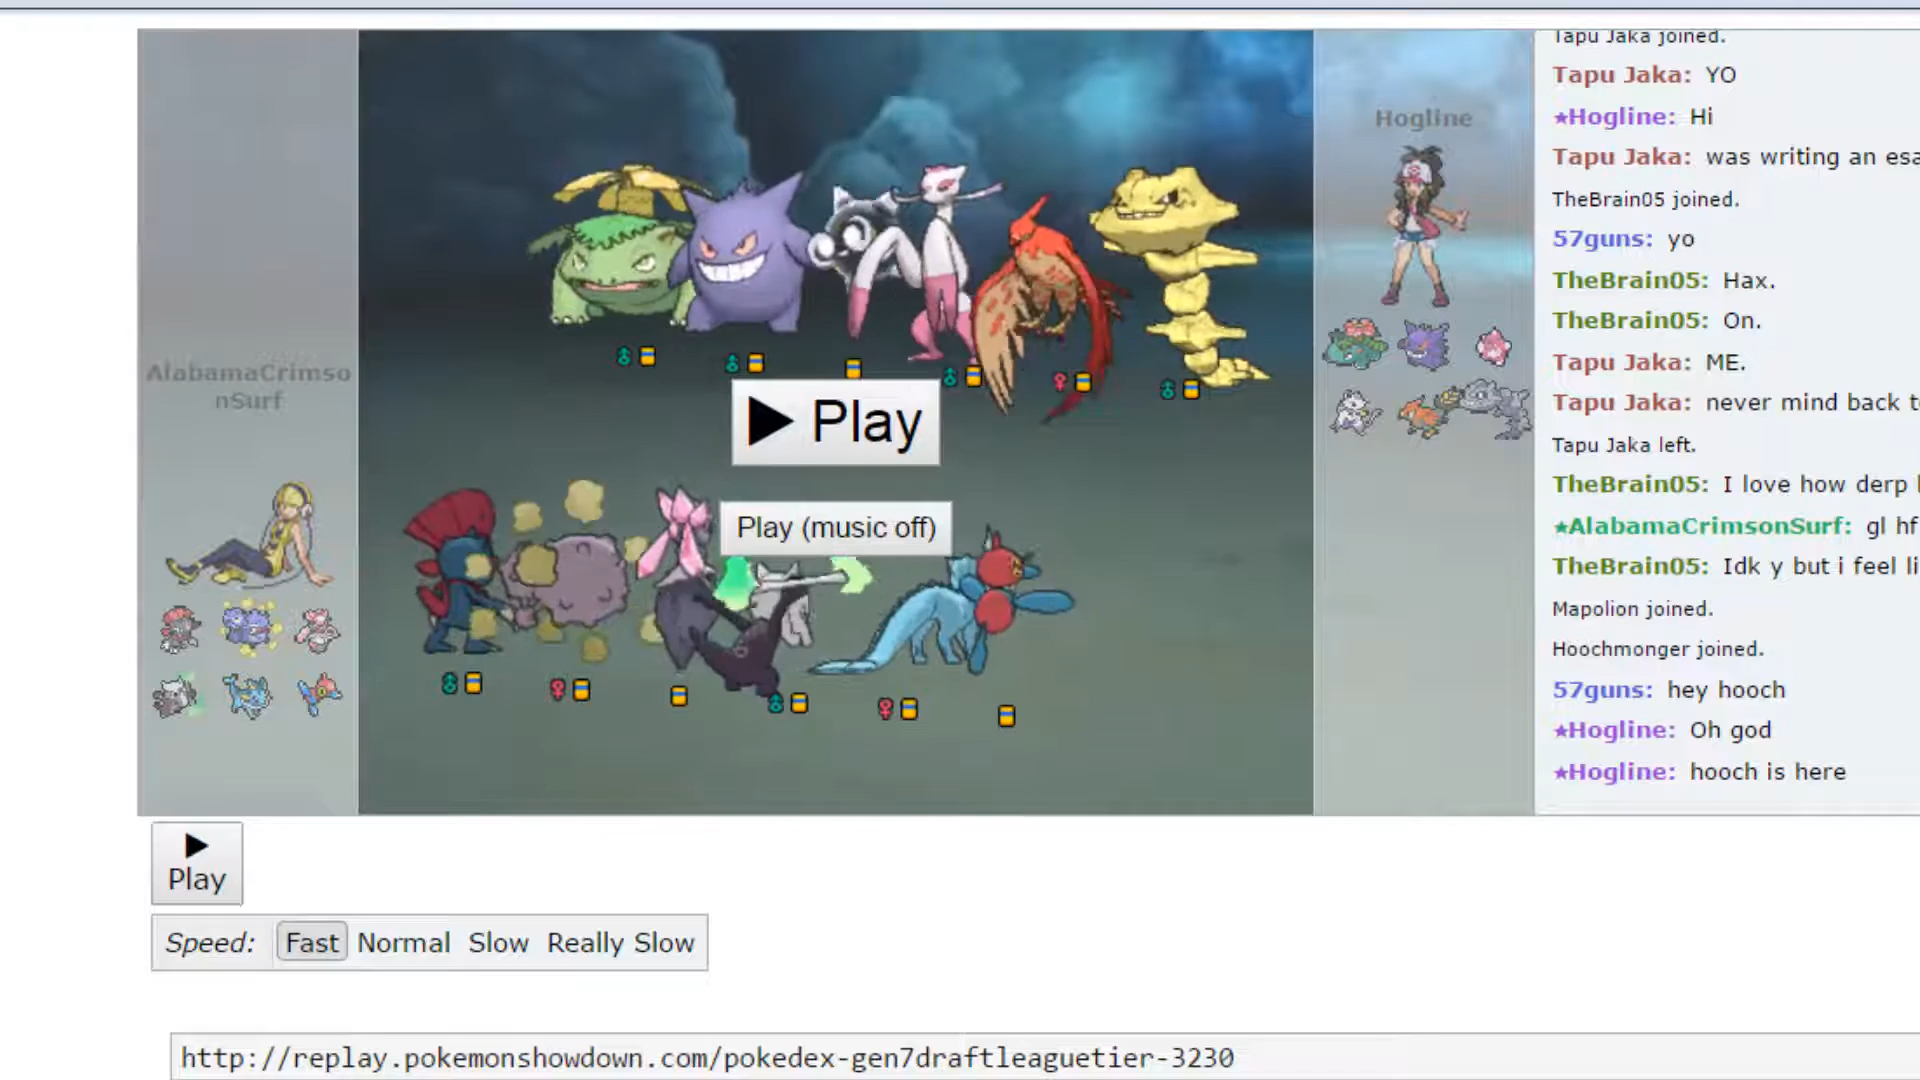 Tapu Jaka joined.
Tapu Jaka: YO
★Hogline: Hi
Tapu Jaka: was writing an esa
TheBrain05 joined.
57guns: yo
TheBrain05: Hax.
TheBrain05: On.
Tapu Jaka: ME.
Tapu Jaka: never mind back t
Tapu Jaka left.
TheBrain05: I love how derp
★AlabamaCrimsonSurf: gl hf
TheBrain05: Idk y but i feel li
Mapolion joined.
Hoochmonger joined.
57guns: hey hooch
★Hogline: Oh god
★Hogline: hooch is here
Hogline
AlabamaCrimso
nSurf
Play
Play (music off)
Play
Speed: Fast Normal Slow Really Slow
http://replay.pokemonshowdown.com/pokedex-gen7draftleaguetier-3230